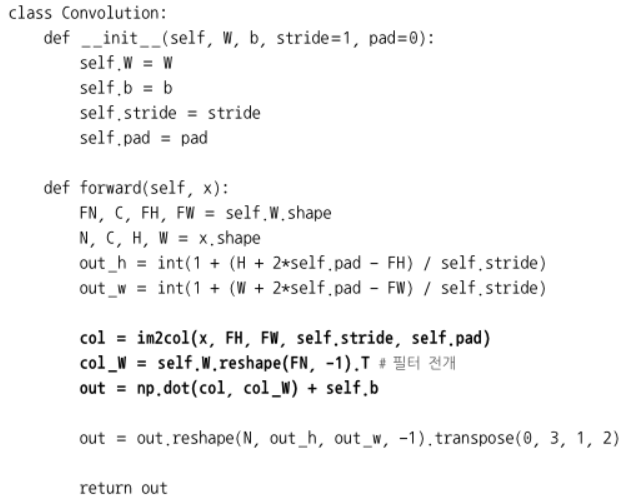 class Convolution:
    def __init__(self, W, b, stride=1, pad=0):
        self.W = W
        self.b = b
        self.stride = stride
        self.pad = pad

    def forward(self, x):
        FN, C, FH, FW = self.W.shape
        N, C, H, W = x.shape
        out_h = int(1 + (H + 2*self.pad - FH) / self.stride)
        out_w = int(1 + (W + 2*self.pad - FW) / self.stride)

        col = im2col(x, FH, FW, self.stride, self.pad)
        col_W = self.W.reshape(FN, -1).T # 필터 전개
        out = np.dot(col, col_W) + self.b

        out = out.reshape(N, out_h, out_w, -1).transpose(0, 3, 1, 2)

        return out